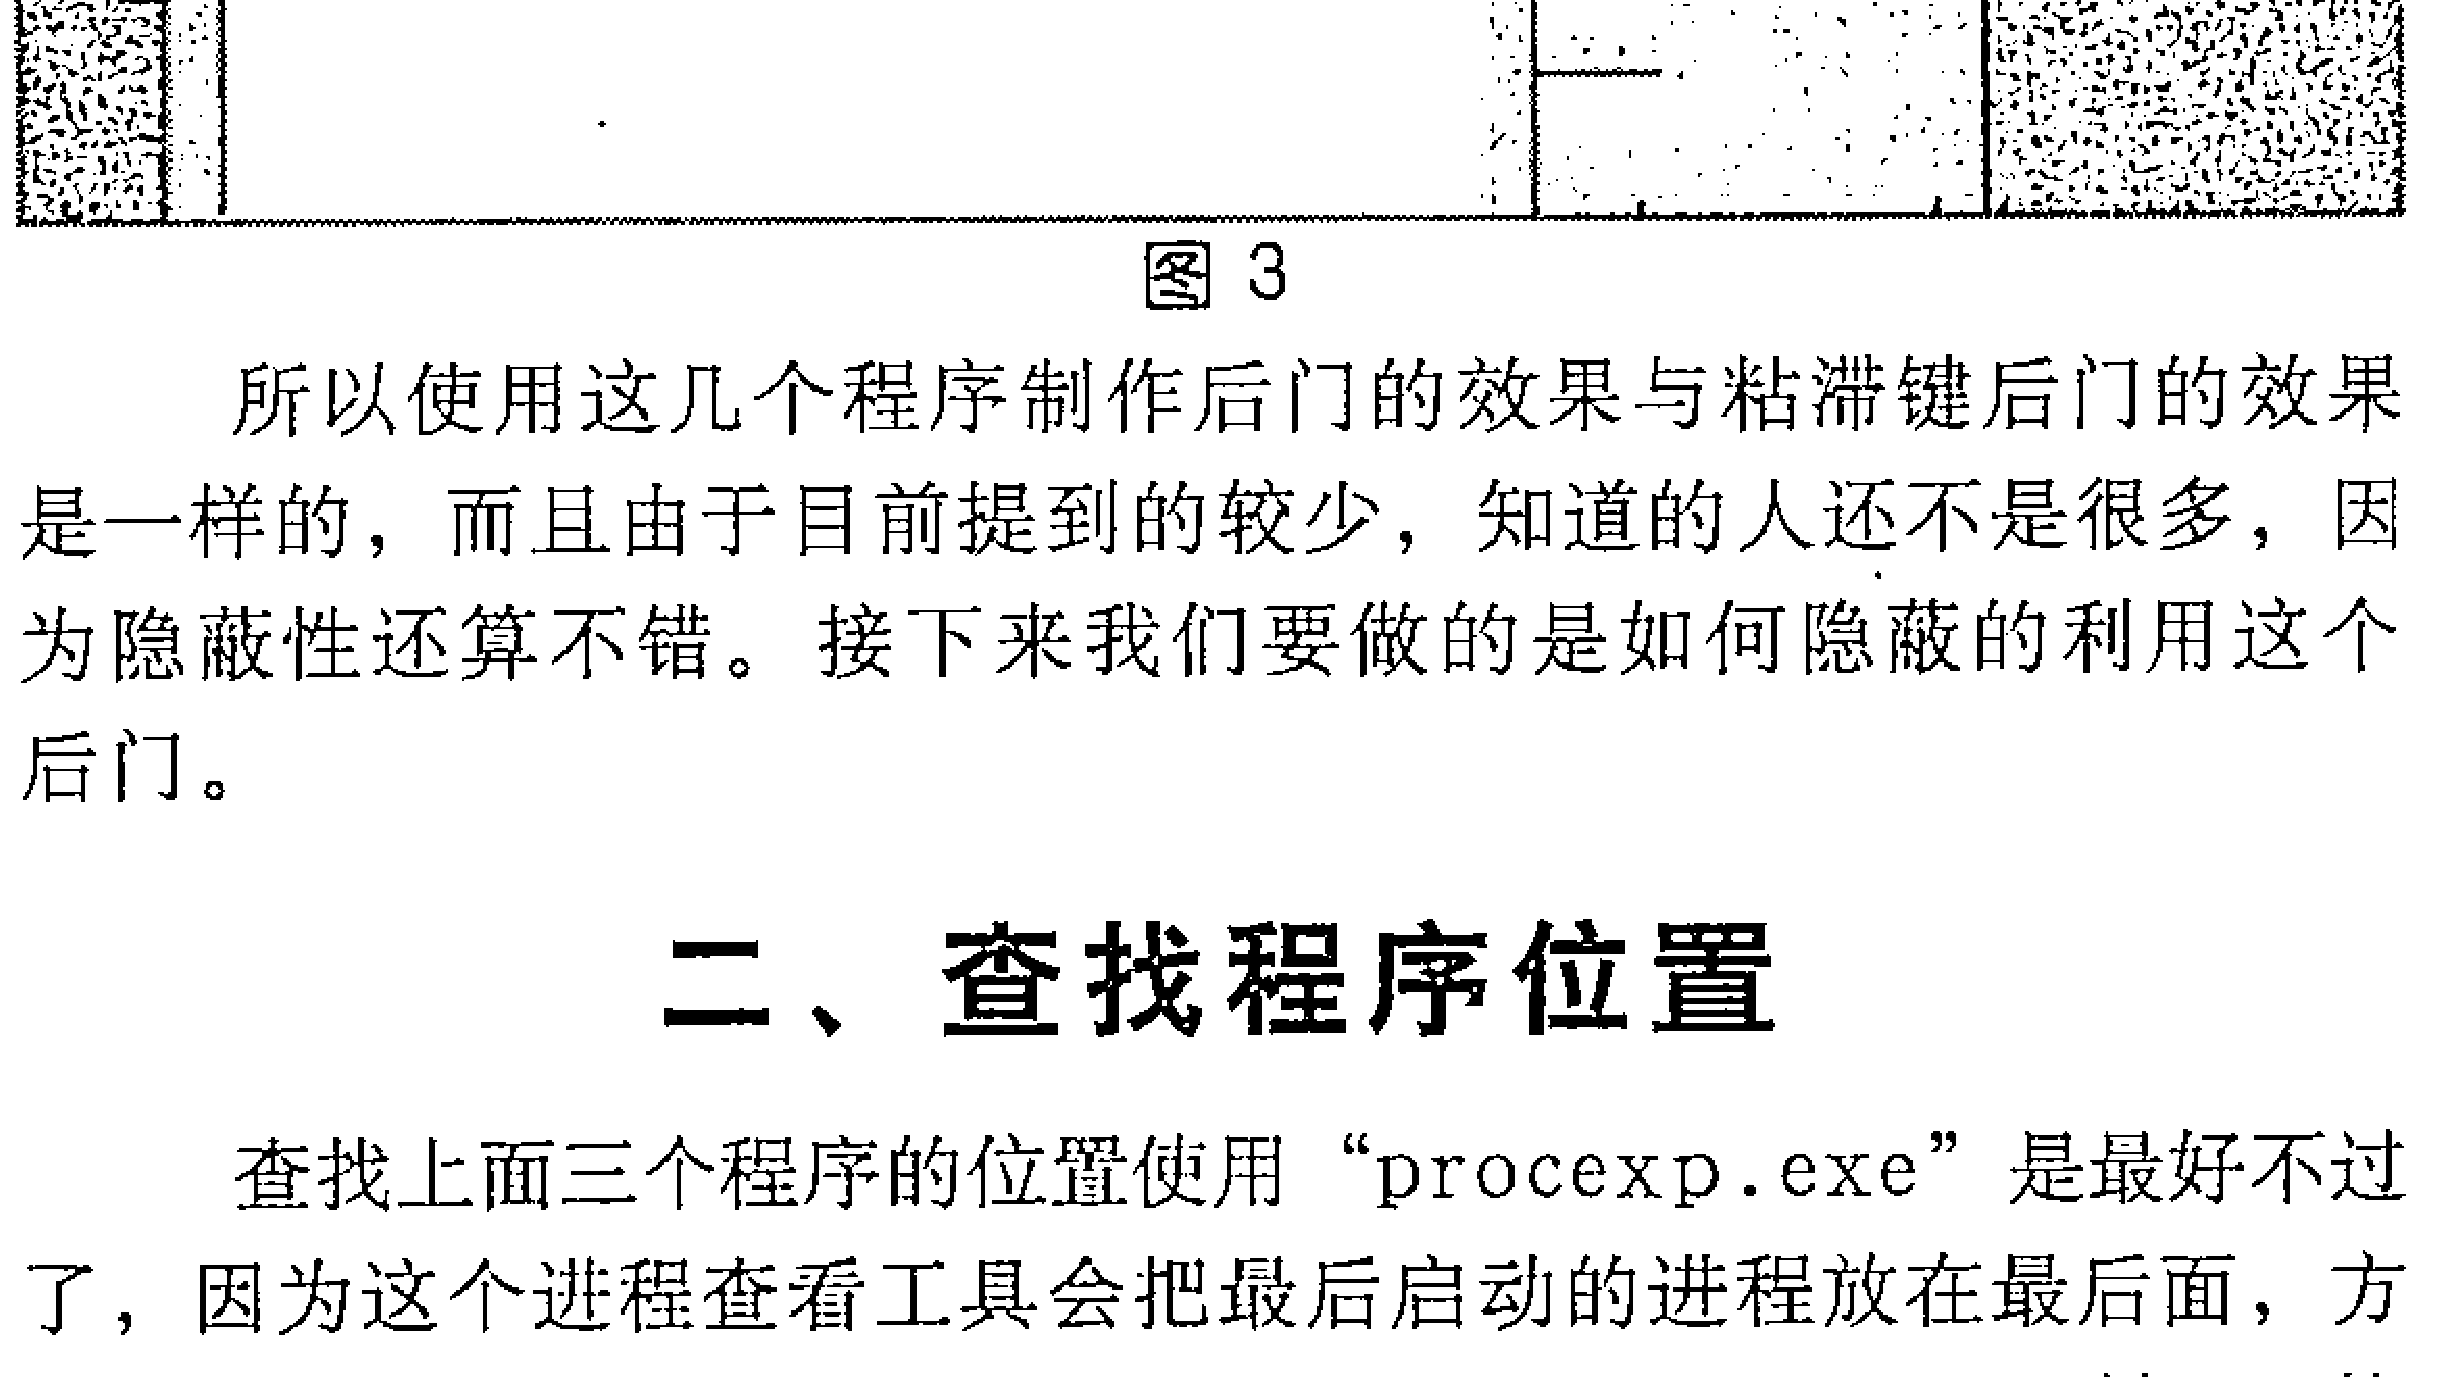 图 3
所以使用这几个程序制作后门的效果与粘滞键后门的效果
是一样的，而且由于目前提到的较少，知道的人还不是很多，因
为隐蔽性还算不错。接下来我们要做的是如何隐蔽的利用这个
后门。
二、查找程序位置
查找上面三个程序的位置使用“procexp.exe”是最好不过
了，因为这个进程查看工具会把最后启动的进程放在最后面，方